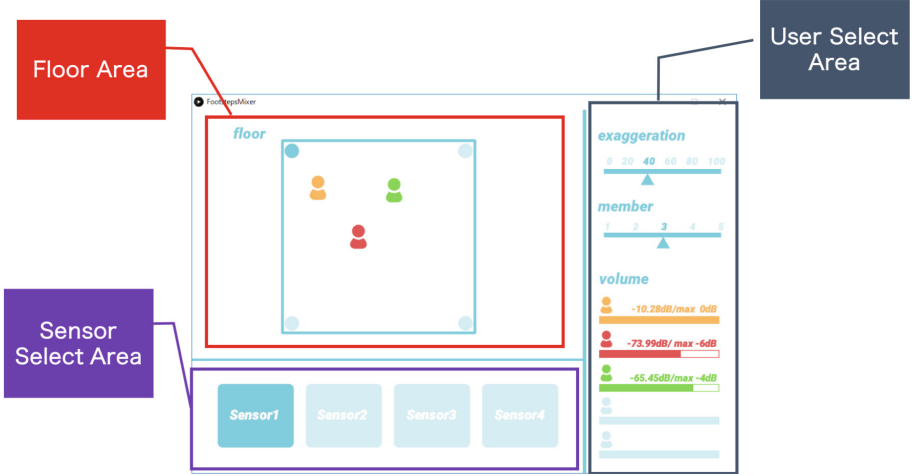 Floor Area
User Select
Area
Sensor
Select Area
FootstepsMixer
floor
exaggeration
0 20 40 60 80 100
member
1 2 3 4 5
volume
-10.28dB/max 0dB
-73.99dB/ max -6dB
-65.45dB/max -4dB
Sensor1 Sensor2 Sensor3 Sensor4